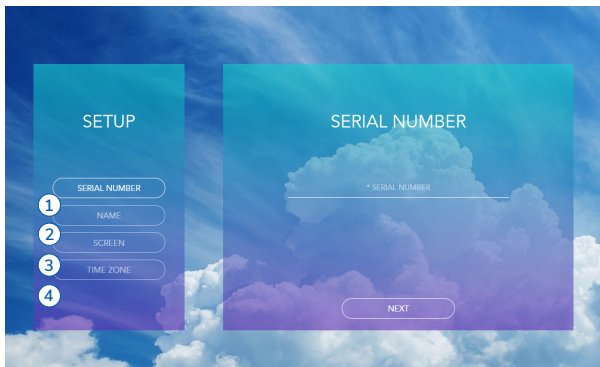 SETUP
SERIAL NUMBER
1
NAME
2
SCREEN
3
TIME ZONE
4
SERIAL NUMBER
* SERIAL NUMBER
NEXT